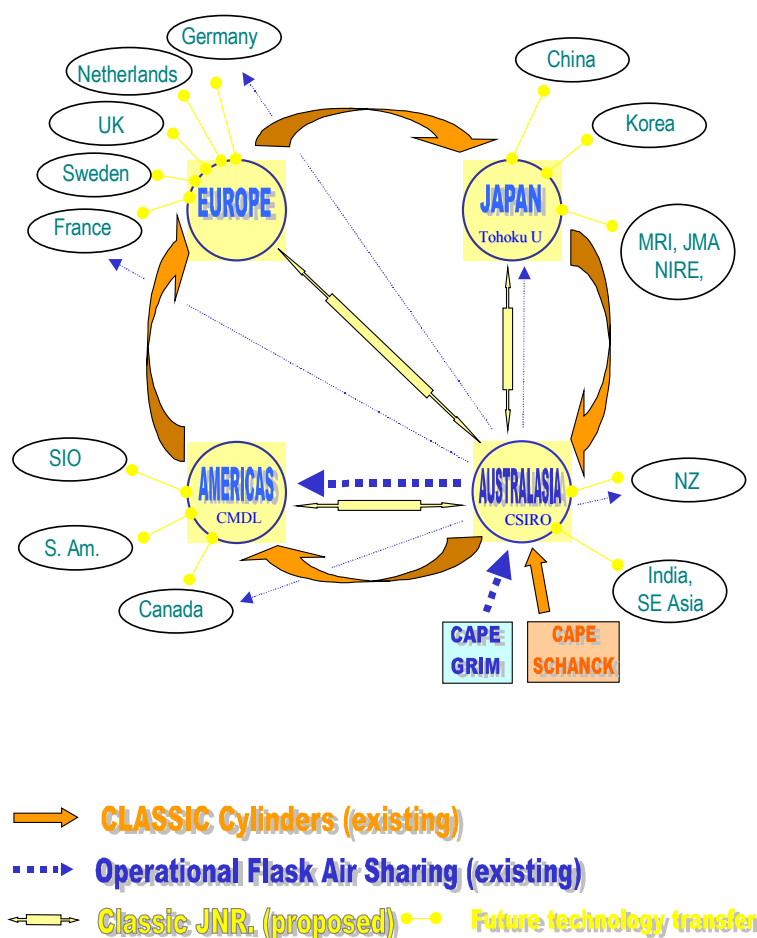 Germany
Netherlands
UK
Sweden
France
EUROPE
China
Korea
JAPAN
Tohoku U
MRI, JMA
NIRE,
SIO
S. Am.
Canada
AMERICAS
CMDL
AUSTRALASIA
CSIRO
NZ
India,
SE Asia
CAPE
GRIM
CAPE
SCHANCK
CLASSIC Cylinders (existing)
Operational Flask Air Sharing (existing)
Classic JNR. (proposed)
Future technology transfer